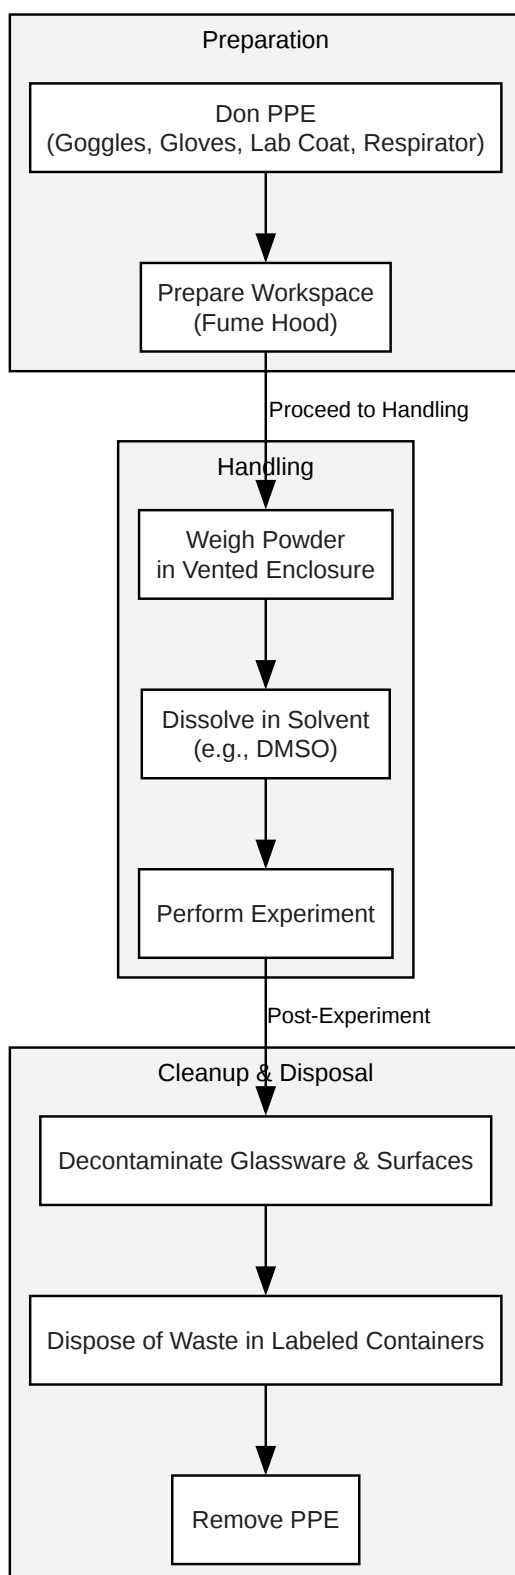 Preparation
Don PPE
(Goggles, Gloves, Lab Coat, Respirator)
Prepare Workspace
(Fume Hood)
Proceed to Handling
Handling
Weigh Powder
in Vented Enclosure
Dissolve in Solvent
(e.g., DMSO)
Perform Experiment
Post-Experiment
Cleanup & Disposal
Decontaminate Glassware & Surfaces
Dispose of Waste in Labeled Containers
Remove PPE